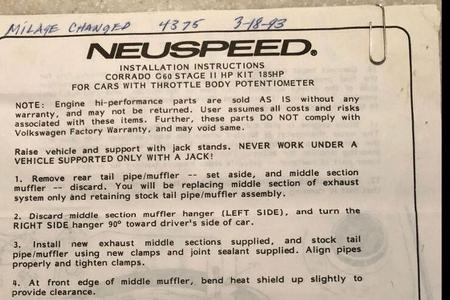 MILAGE CHANGED 4375 3-18-93
NEUSPEED®
INSTALLATION INSTRUCTIONS
CORRADO G60 STAGE II HP KIT 185HP
FOR CARS WITH THROTTLE BODY POTENTIOMETER
NOTE: Engine hi-performance parts are sold AS IS without any
warranty, and may not be returned. User assumes all costs and risks
associated with these items. Further, these parts DO NOT comply with
Volkswagen Factory Warranty, and may void same.
Raise vehicle and support with jack stands. NEVER WORK UNDER A
VEHICLE SUPPORTED ONLY WITH A JACK!
1. Remove rear tail pipe/muffler -- set aside, and middle section
muffler -- discard. You will be replacing middle section of exhaust
system only and retaining stock tail pipe/muffler assembly.
2. Discard middle section muffler hanger (LEFT SIDE), and turn the
RIGHT SIDE hanger 90° toward driver's side of car.
3. Install new exhaust middle sections supplied, and stock tail
pipe/muffler using new clamps and joint sealant supplied. Align pipes
properly and tighten clamps.
4. At front edge of middle muffler, bend heat shield up slightly to
provide clearance.